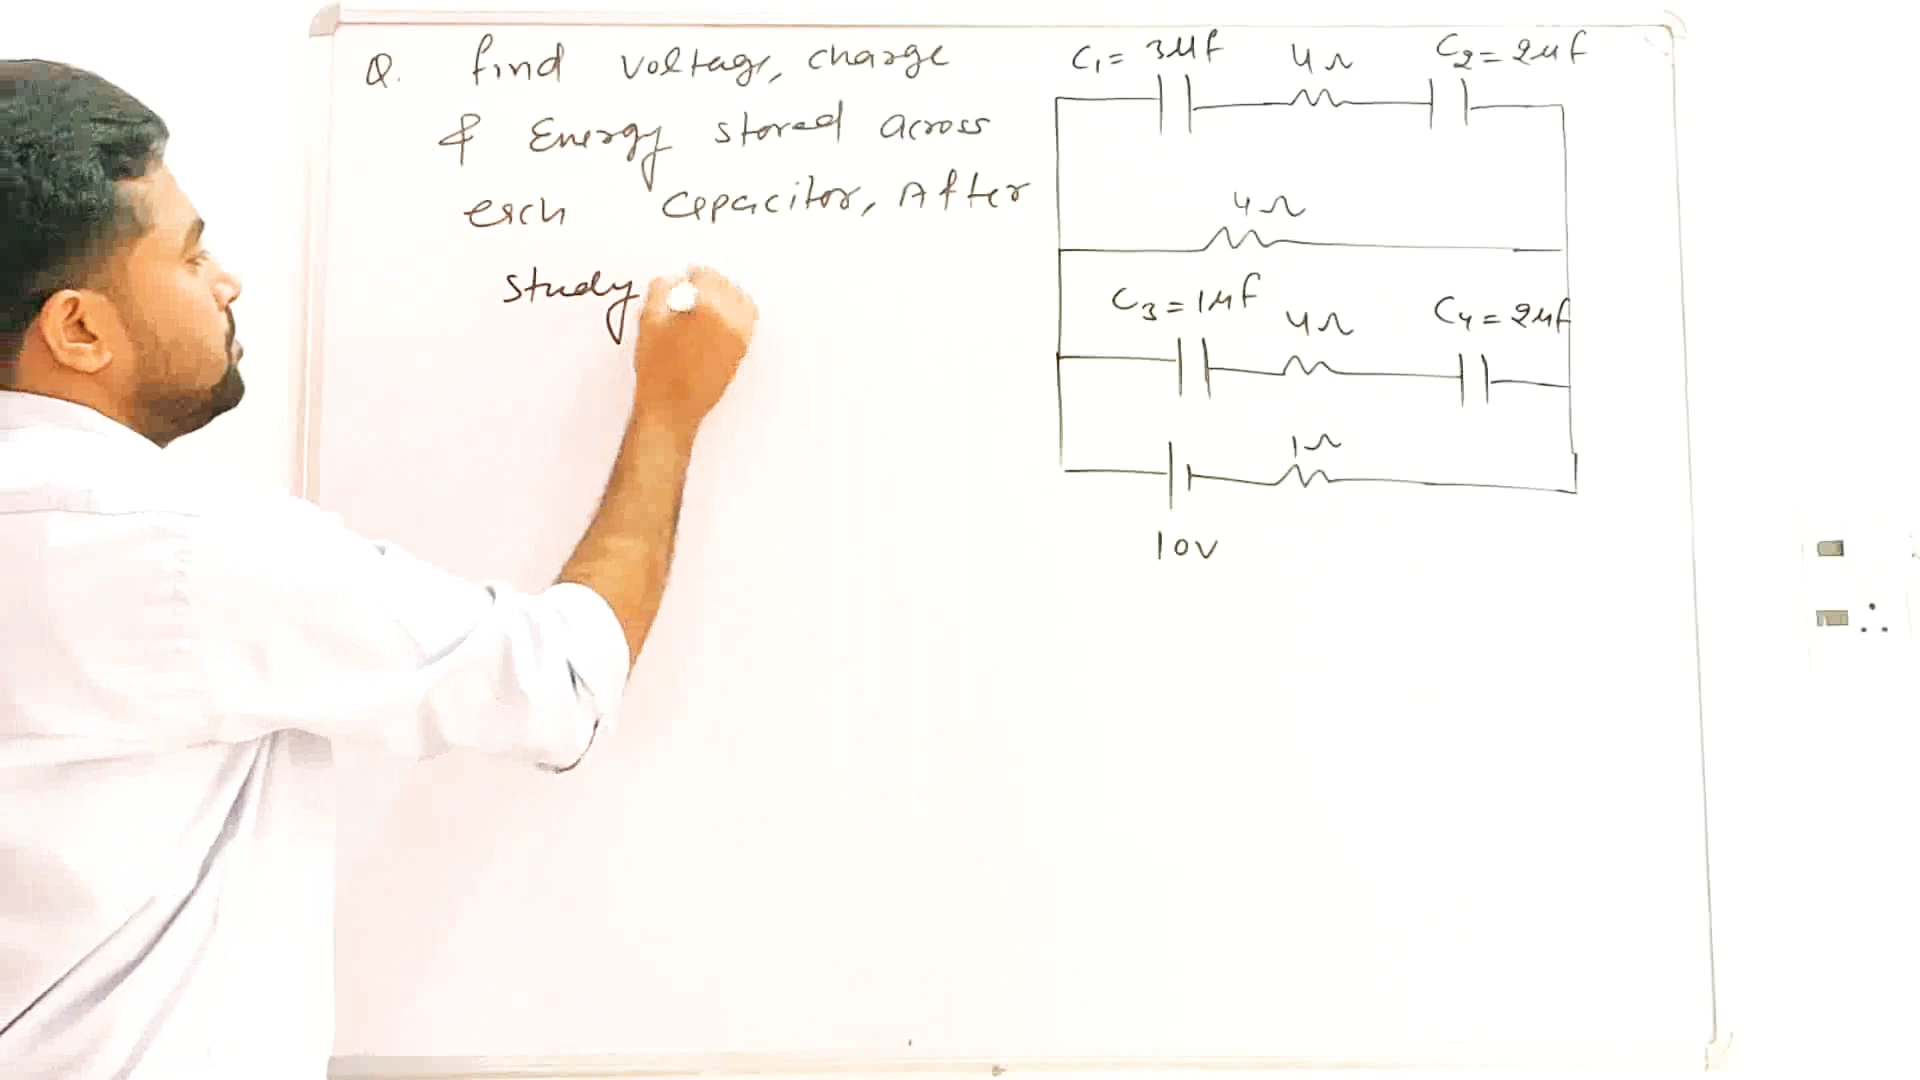 Q. find voltage, charge
& Energy stored across
each capacitor, After
study
C₁ = 3μf 4Ω C₂ = 2μf
4Ω
C₃ = 1μf 4Ω C₄ = 2μf
1Ω
10V